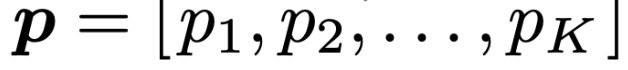 p = [p₁, p₂, . . . , p_K]